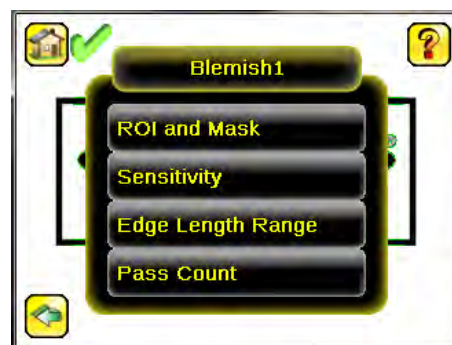 Blemish1
?
ROI and Mask
Sensitivity
Edge Length Range
Pass Count